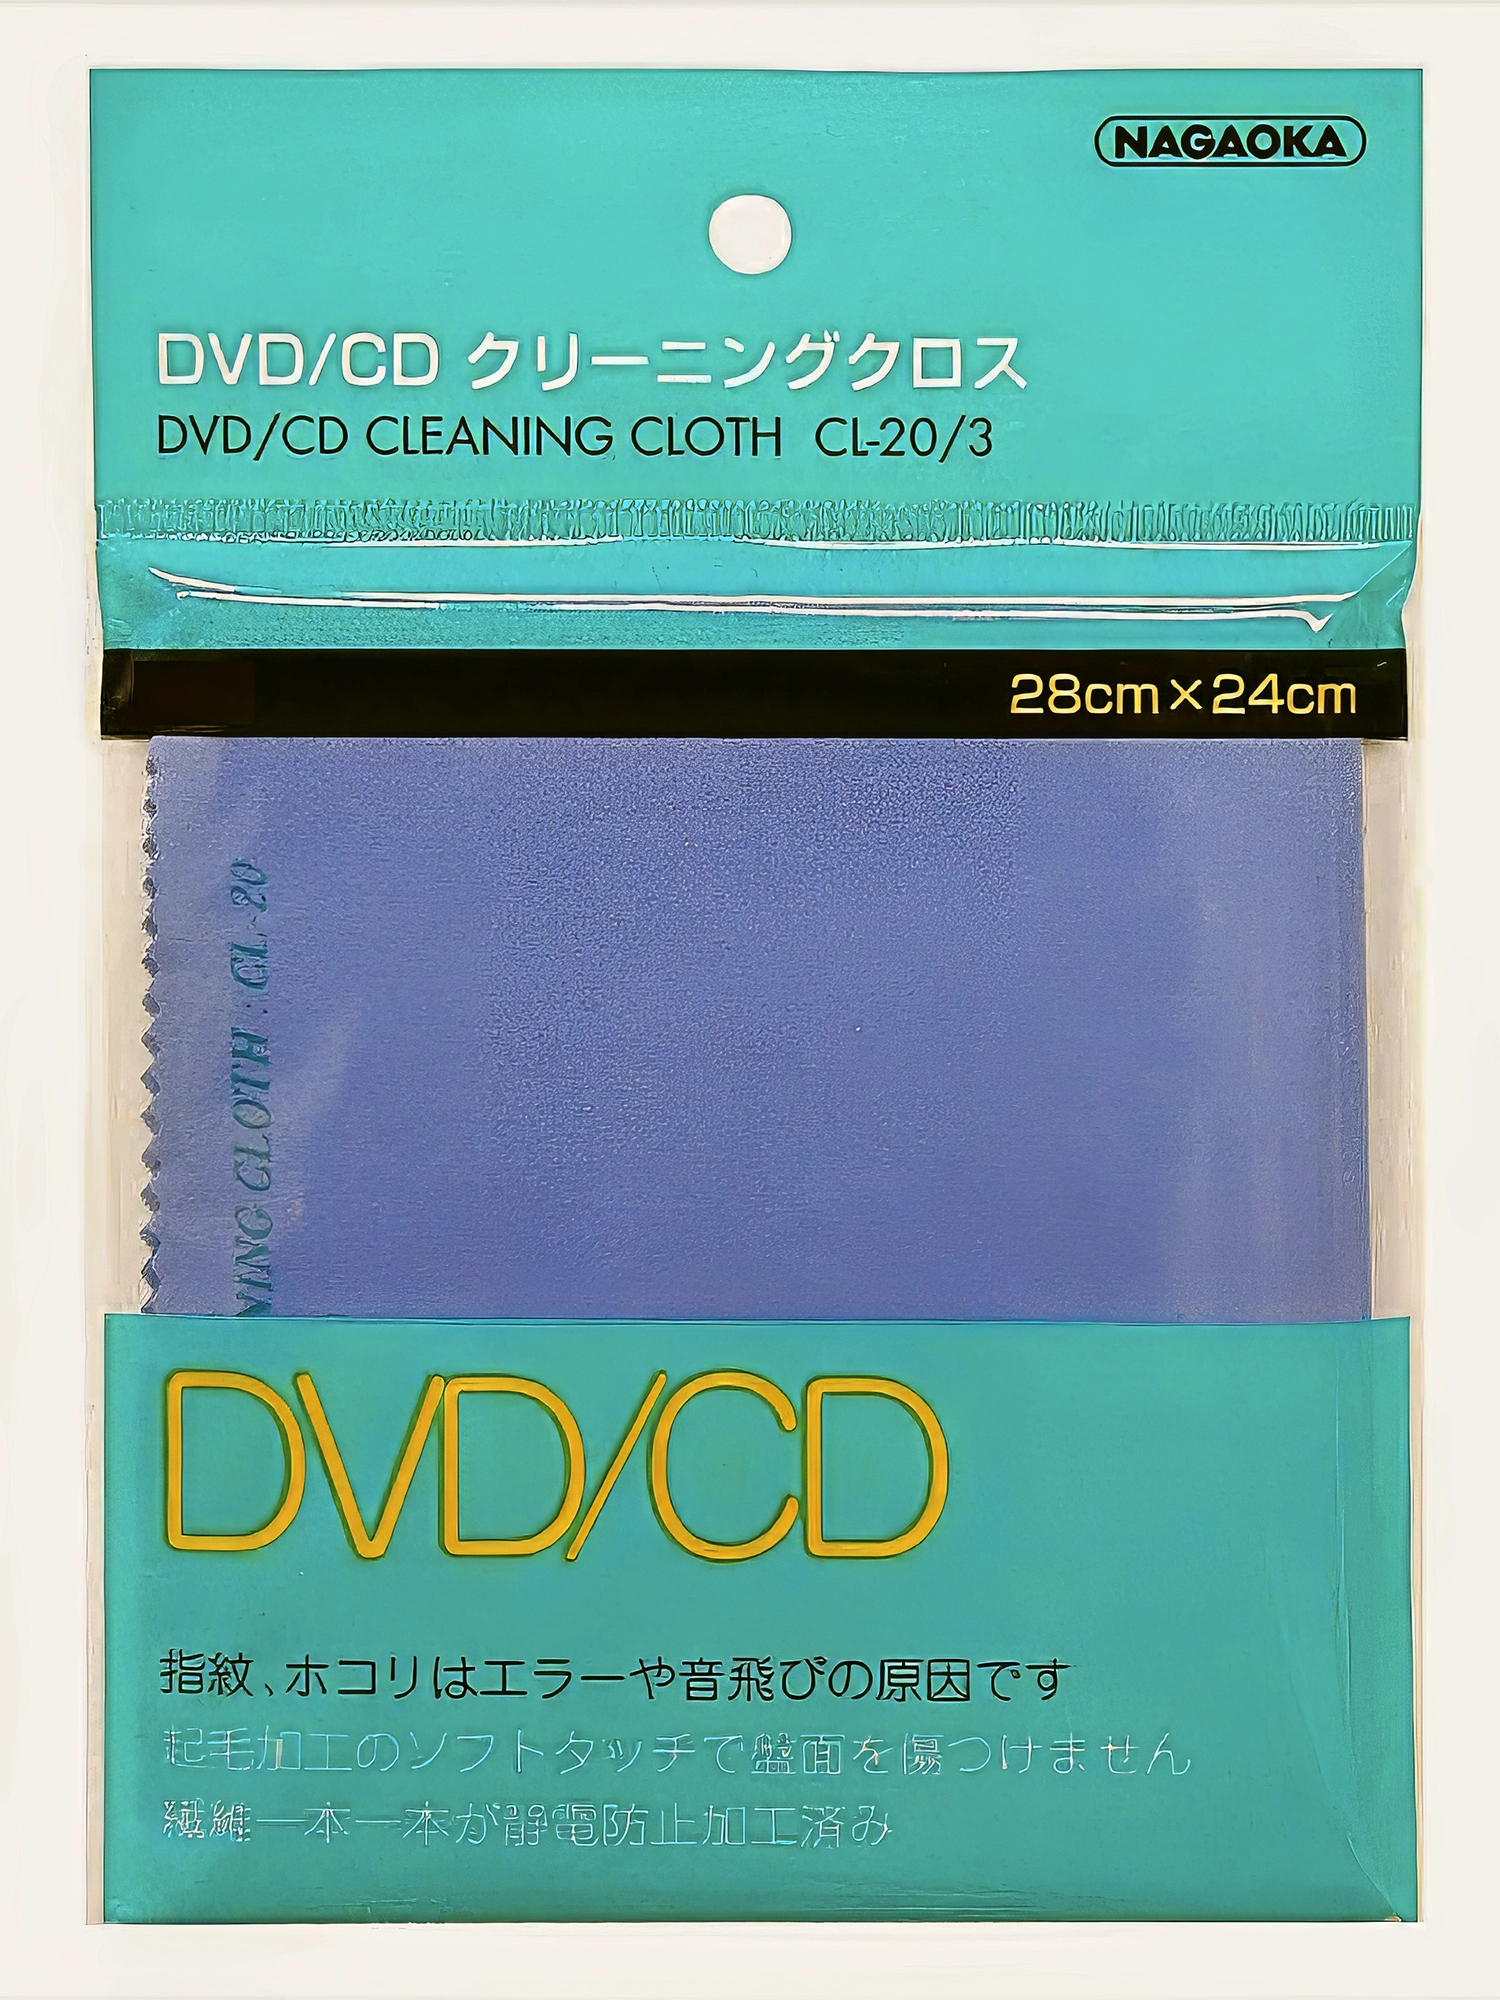 NAGAOKA
DVD/CD クリーニングクロス
DVD/CD CLEANING CLOTH CL-20/3
28cm×24cm
NING CLOTH CL-20
DVD/CD
指紋、ホコリはエラーや音飛びの原因です
起毛加工のソフトタッチで盤面を傷つけません
繊維一本一本が静電防止加工済み